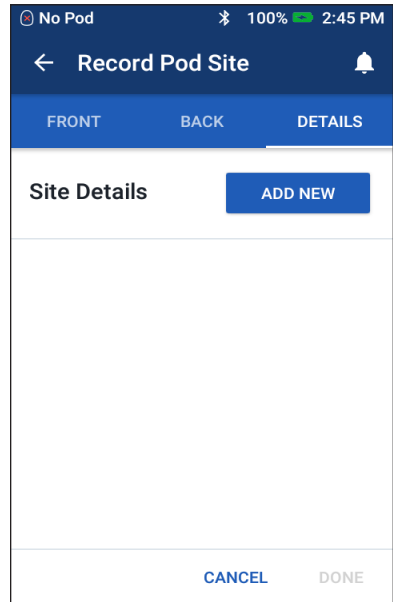 No Pod 100% 2:45 PM
Record Pod Site
FRONT BACK DETAILS
Site Details ADD NEW
CANCEL DONE